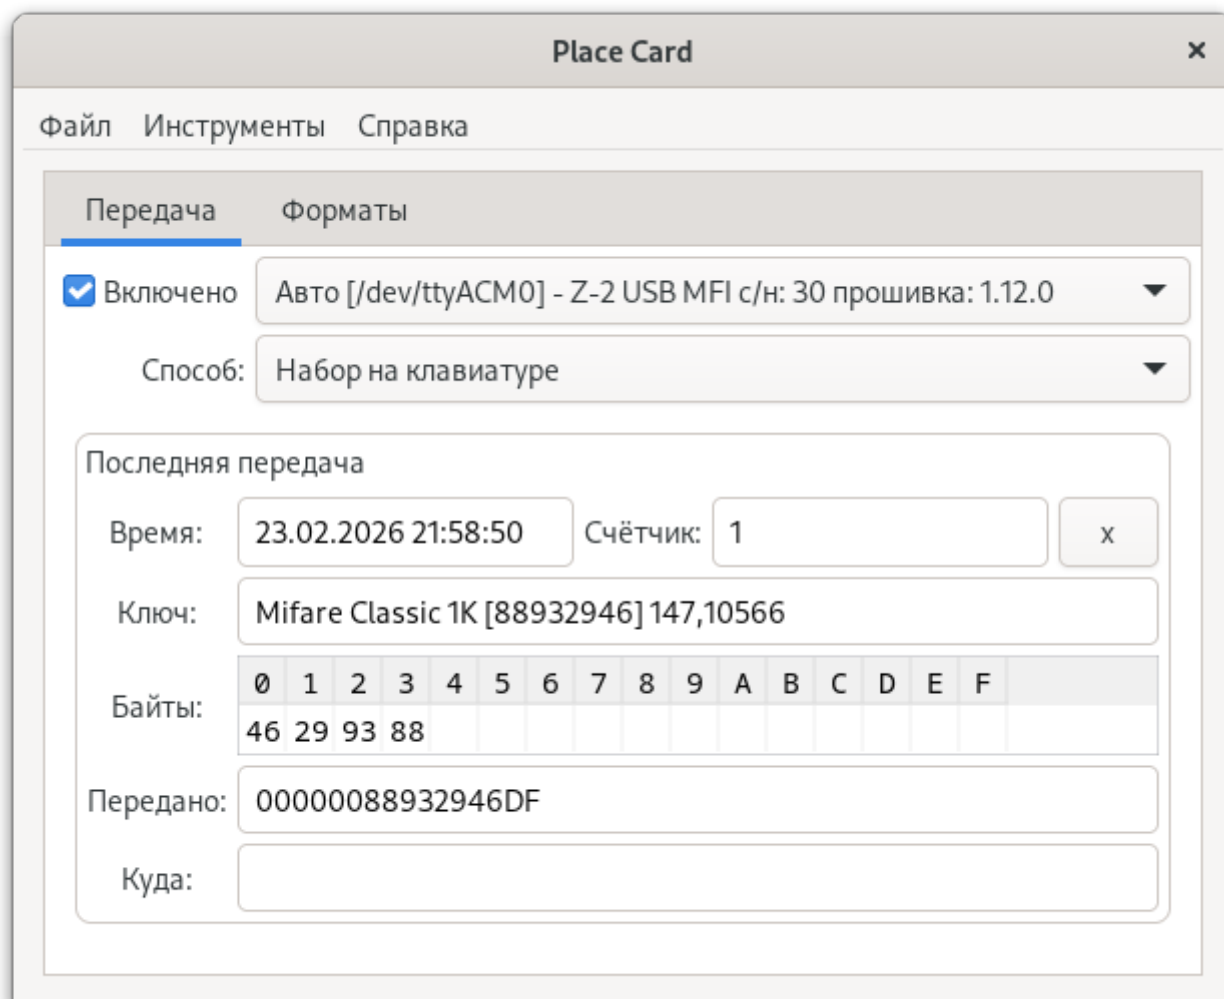 Place Card ×
Файл Инструменты Справка
Передача Форматы
Включено Авто [/dev/ttyACM0] - Z-2 USB MFI с/н: 30 прошивка: 1.12.0
Способ: Набор на клавиатуре
Последняя передача
Время: 23.02.2026 21:58:50 Счётчик: 1 x
Ключ: Mifare Classic 1K [88932946] 147,10566
0 1 2 3 4 5 6 7 8 9 A B C D E F
Байты:
46 29 93 88
Передано: 00000088932946DF
Куда: